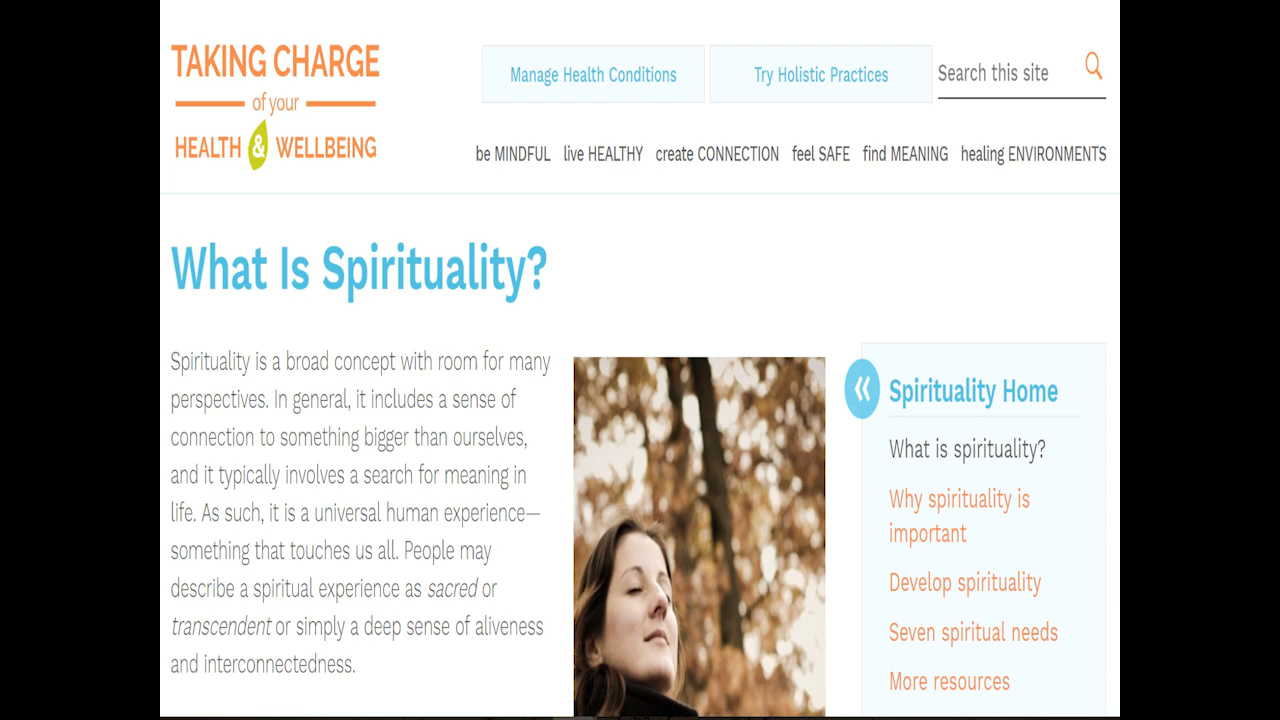 TAKING CHARGE
of your
HEALTH & WELLBEING
Manage Health Conditions
Try Holistic Practices
Search this site
be MINDFUL
live HEALTHY
create CONNECTION
feel SAFE
find MEANING
healing ENVIRONMENTS
What Is Spirituality?
Spirituality is a broad concept with room for many
perspectives. In general, it includes a sense of
connection to something bigger than ourselves,
and it typically involves a search for meaning in
life. As such, it is a universal human experience—
something that touches us all. People may
describe a spiritual experience as sacred or
transcendent or simply a deep sense of aliveness
and interconnectedness.
Spirituality Home
What is spirituality?
Why spirituality is
important
Develop spirituality
Seven spiritual needs
More resources